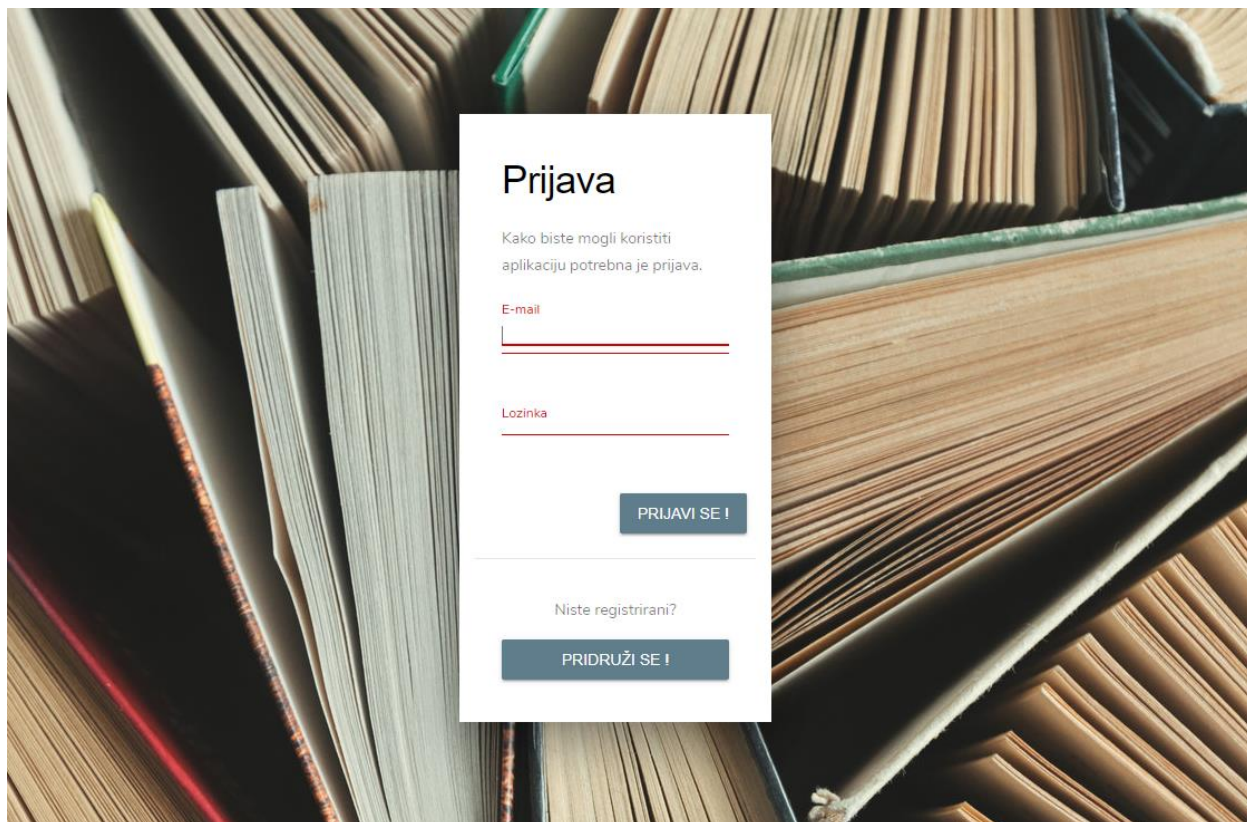 Prijava
Kako biste mogli koristiti
aplikaciju potrebna je prijava.
E-mail
Lozinka
PRIJAVI SE !
Niste registrirani?
PRIDRUŽI SE !